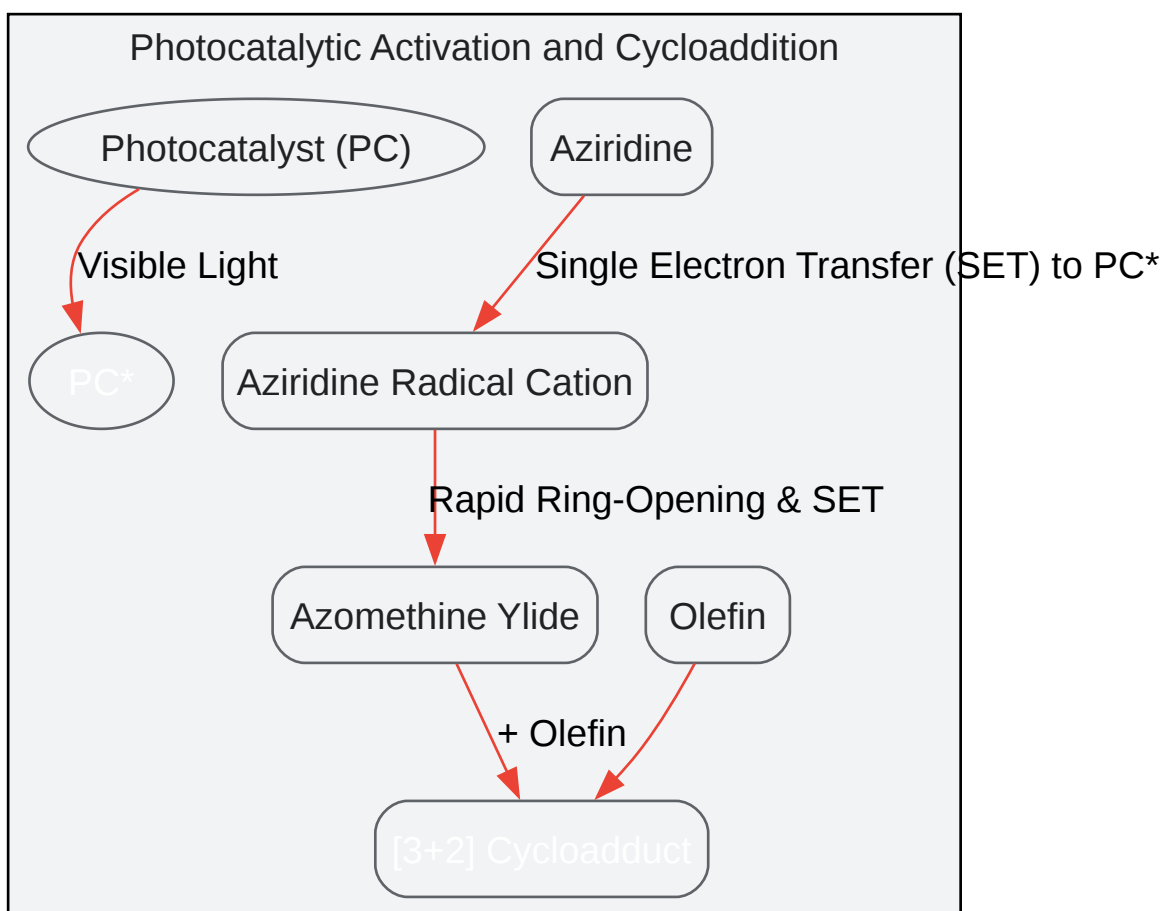 Photocatalytic Activation and Cycloaddition
Photocatalyst (PC)
Aziridine
Visible Light
Single Electron Transfer (SET) to PC*
PC*
Aziridine Radical Cation
Rapid Ring-Opening & SET
Azomethine Ylide
Olefin
+ Olefin
[3+2] Cycloadduct